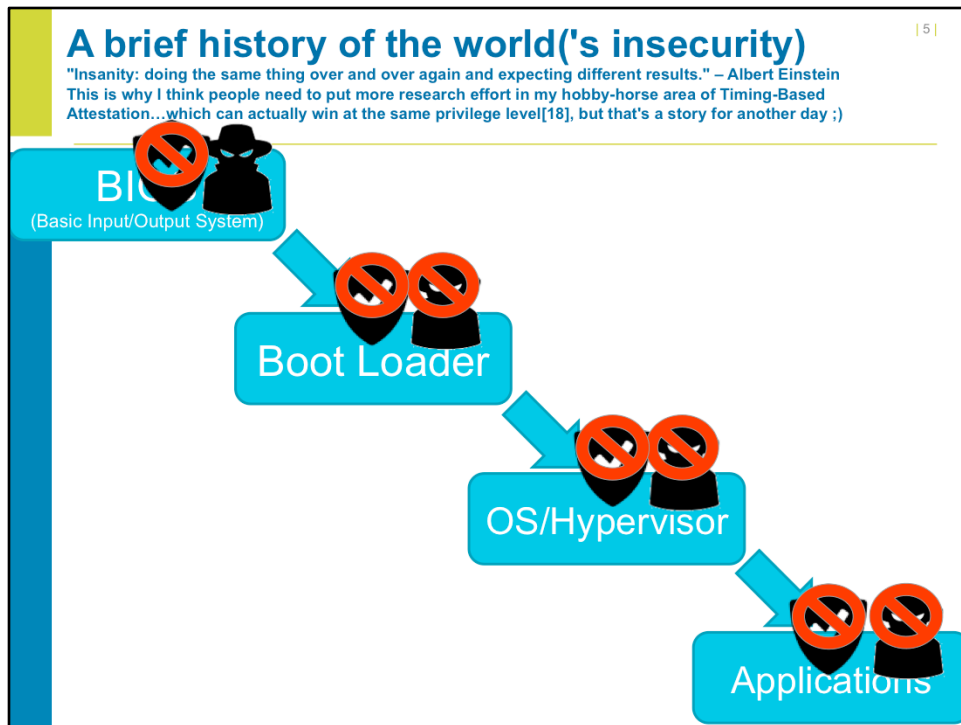 A brief history of the world('s insecurity)
| 5 |
"Insanity: doing the same thing over and over again and expecting different results." – Albert Einstein
This is why I think people need to put more research effort in my hobby-horse area of Timing-Based
Attestation…which can actually win at the same privilege level[18], but that's a story for another day ;)
(Basic Input/Output System)
Boot Loader
OS/Hypervisor
Applications